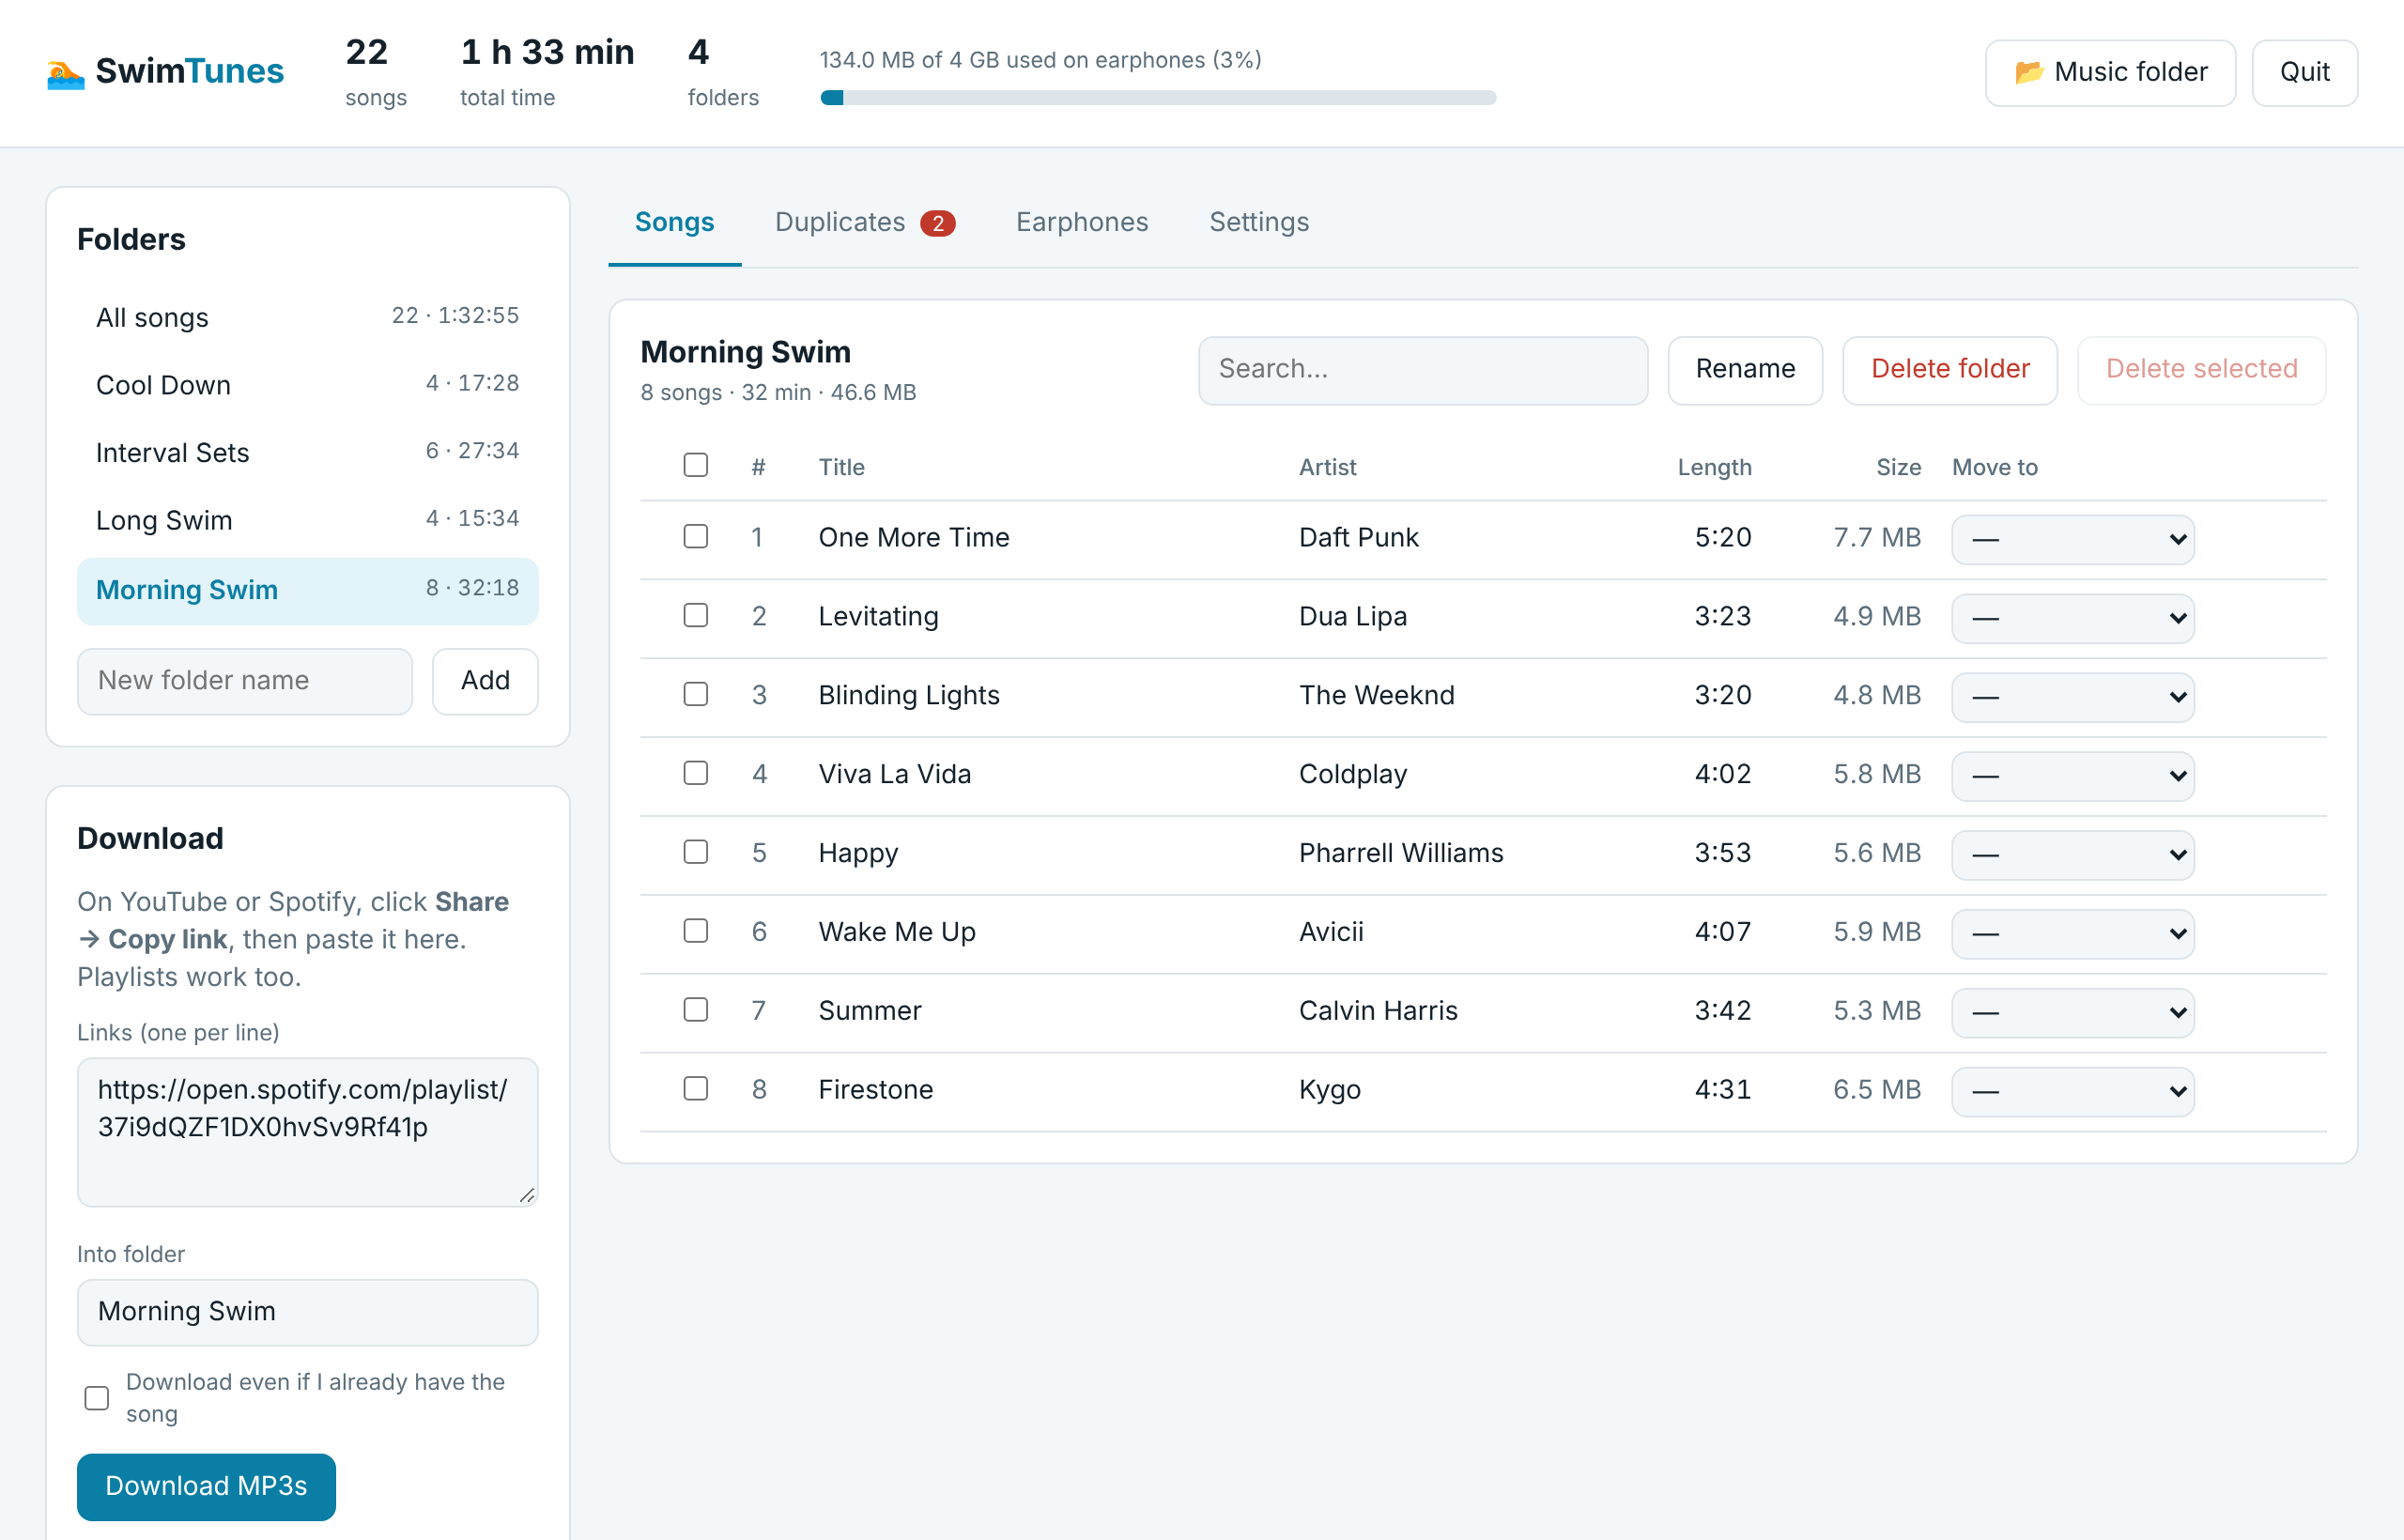 SwimTunes
22
songs
1 h 33 min
total time
4
folders
134.0 MB of 4 GB used on earphones (3%)
Music folder
Quit
Folders
All songs 22 · 1:32:55
Cool Down 4 · 17:28
Interval Sets 6 · 27:34
Long Swim 4 · 15:34
Morning Swim 8 · 32:18
New folder name Add
Download
On YouTube or Spotify, click Share
→ Copy link, then paste it here.
Playlists work too.
Links (one per line)
https://open.spotify.com/playlist/
37i9dQZF1DX0hvSv9Rf41p
Into folder
Morning Swim
Download even if I already have the
song
Download MP3s
Songs Duplicates 2 Earphones Settings
Morning Swim
8 songs · 32 min · 46.6 MB
Search...
Rename
Delete folder
Delete selected
# Title Artist Length Size Move to
1 One More Time Daft Punk 5:20 7.7 MB —
2 Levitating Dua Lipa 3:23 4.9 MB —
3 Blinding Lights The Weeknd 3:20 4.8 MB —
4 Viva La Vida Coldplay 4:02 5.8 MB —
5 Happy Pharrell Williams 3:53 5.6 MB —
6 Wake Me Up Avicii 4:07 5.9 MB —
7 Summer Calvin Harris 3:42 5.3 MB —
8 Firestone Kygo 4:31 6.5 MB —